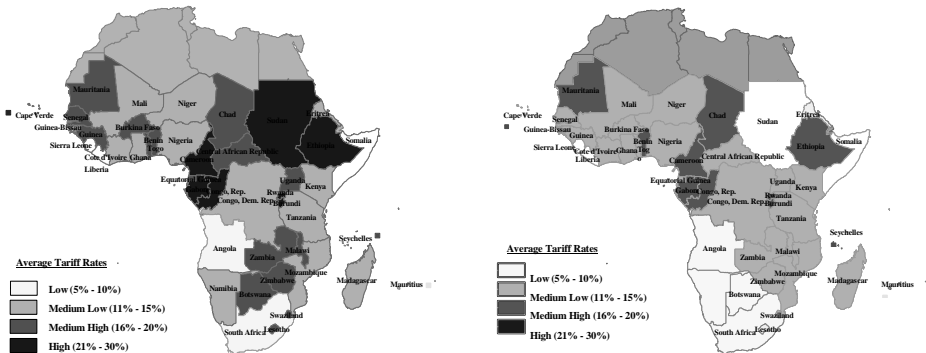 Mauritania
Mali
Niger
Cape Verde
Senegal
Chad
Sudan
Eritrea
Guinea-Bissau
Guinea
Burkina Faso
Benin
Togo
Nigeria
Ethiopia
Somalia
Sierra Leone
Cote d'Ivoire
Ghana
Liberia
Cameroon
Central African Republic
Equatorial Guinea
Gabon
Congo, Rep.
Congo, Dem. Rep.
Uganda
Kenya
Rwanda
Burundi
Tanzania
Angola
Malawi
Zambia
Seychelles
Mozambique
Zimbabwe
Madagascar
Mauritius
Namibia
Botswana
Swaziland
Lesotho
South Africa
Average Tariff Rates
Low (5% - 10%)
Medium Low (11% - 15%)
Medium High (16% - 20%)
High (21% - 30%)
Mauritania
Mali
Niger
Cape Verde
Senegal
Chad
Sudan
Eritrea
Guinea-Bissau
Guinea
Burkina Faso
Benin
Tog
Nigeria
Ethiopia
Somalia
Sierra Leone
Cote d'Ivoire
Ghana
Liberia
Cameroon
Central African Republic
Equatorial Guinea
Gabon
Congo, Rep.
Congo, Dem. Rep.
Uganda
Kenya
Rwanda
Burundi
Tanzania
Seychelles
Angola
Malawi
Zambia
Mozambique
Zimbabwe
Madagascar
Mauritius
Botswana
Swaziland
Lesotho
South Africa
Average Tariff Rates
Low (5% - 10%)
Medium Low (11% - 15%)
Medium High (16% - 20%)
High (21% - 30%)